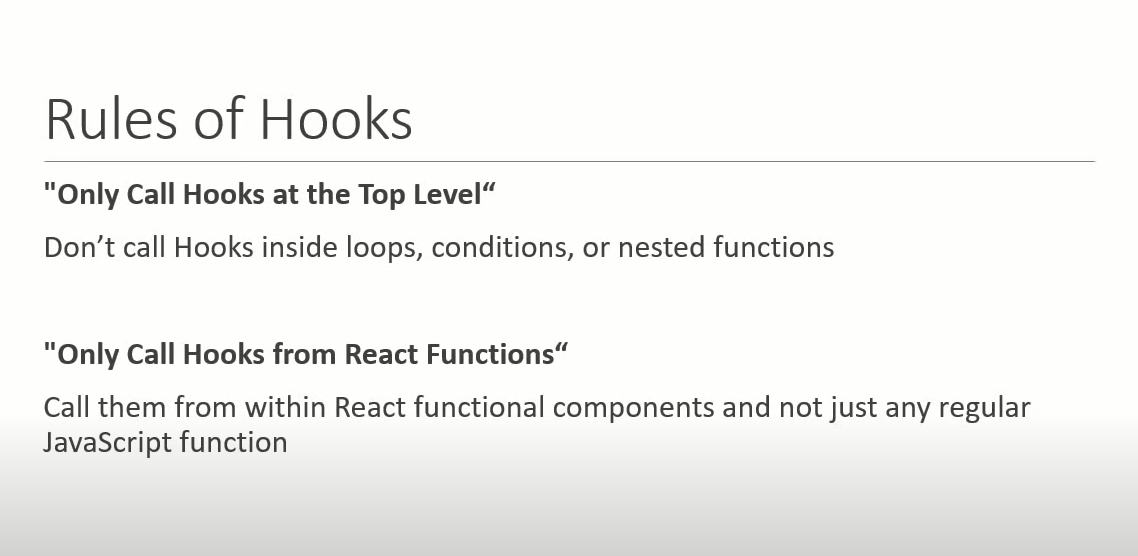 Rules of Hooks
"Only Call Hooks at the Top Level“
Don’t call Hooks inside loops, conditions, or nested functions
"Only Call Hooks from React Functions“
Call them from within React functional components and not just any regular
JavaScript function